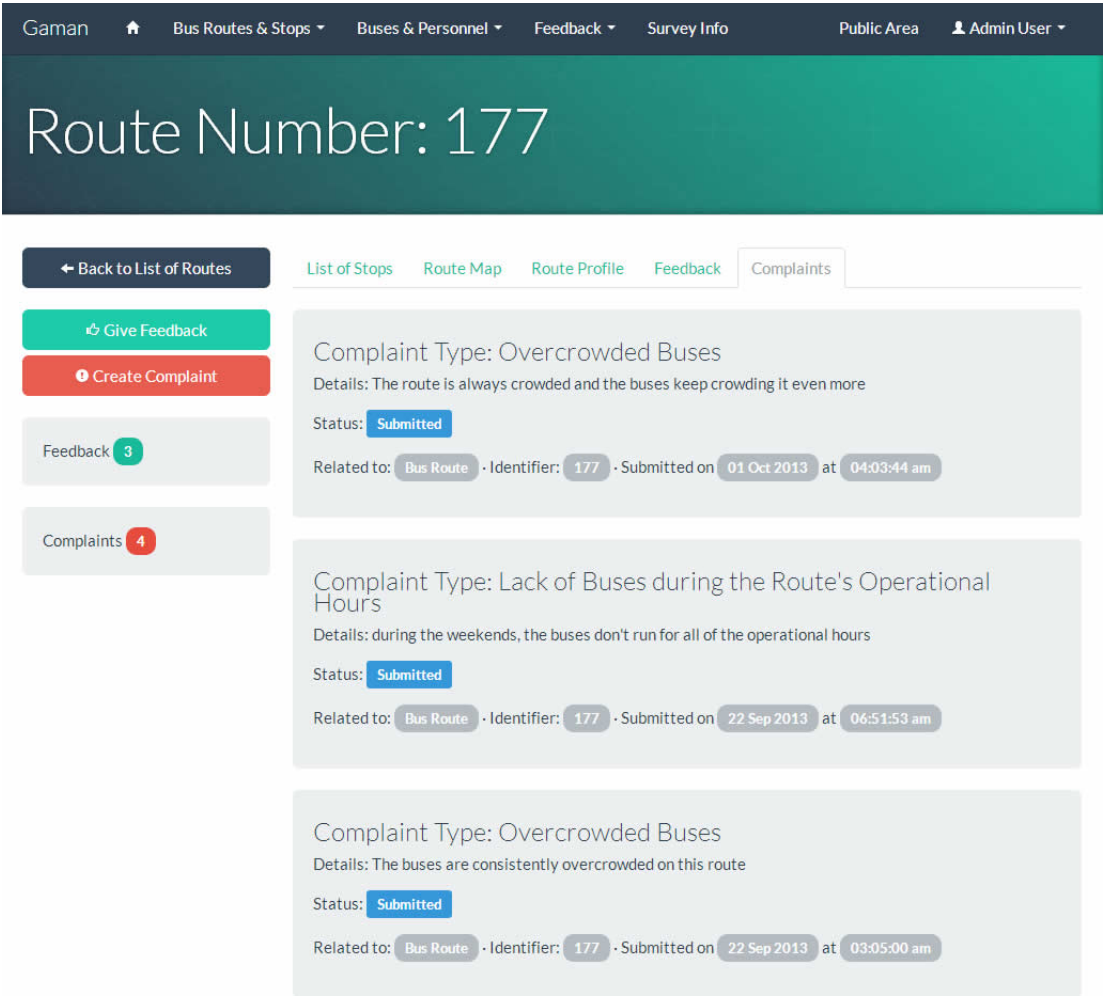 Gaman Bus Routes & Stops Buses & Personnel Feedback Survey Info Public Area Admin User
Route Number: 177
Back to List of Routes
Give Feedback
Create Complaint
Feedback 3
Complaints 4
List of Stops Route Map Route Profile Feedback Complaints
Complaint Type: Overcrowded Buses
Details: The route is always crowded and the buses keep crowding it even more
Status: Submitted
Related to: Bus Route · Identifier: 177 · Submitted on 01 Oct 2013 at 04:03:44 am
Complaint Type: Lack of Buses during the Route's Operational
Hours
Details: during the weekends, the buses don't run for all of the operational hours
Status: Submitted
Related to: Bus Route · Identifier: 177 · Submitted on 22 Sep 2013 at 06:51:53 am
Complaint Type: Overcrowded Buses
Details: The buses are consistently overcrowded on this route
Status: Submitted
Related to: Bus Route · Identifier: 177 · Submitted on 22 Sep 2013 at 03:05:00 am